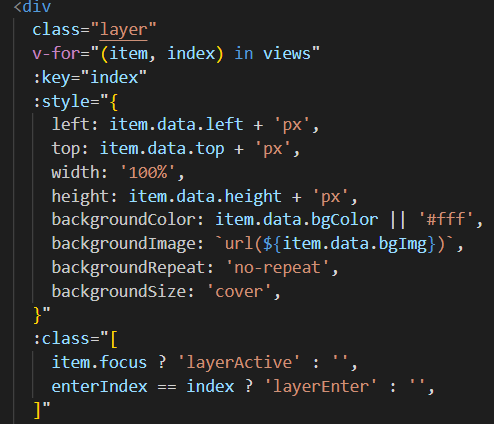 <div
class="layer"
v-for="(item, index) in views"
:key="index"
:style="{
left: item.data.left + 'px',
top: item.data.top + 'px',
width: '100%',
height: item.data.height + 'px',
backgroundColor: item.data.bgColor || '#fff',
backgroundImage: `url(${item.data.bgImg})`,
backgroundRepeat: 'no-repeat',
backgroundSize: 'cover',
}"
:class="[
item.focus ? 'layerActive' : '',
enterIndex == index ? 'layerEnter' : '',
]"